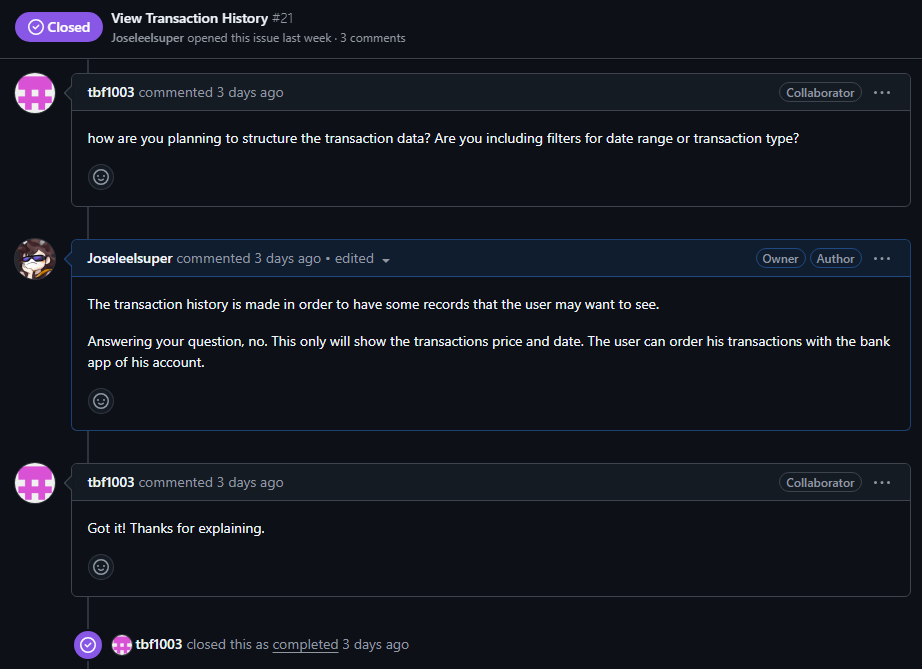 Closed
View Transaction History #21
Joseleelsuper opened this issue last week · 3 comments
tbf1003 commented 3 days ago
Collaborator
how are you planning to structure the transaction data? Are you including filters for date range or transaction type?
Joseleelsuper commented 3 days ago • edited
Owner
Author
The transaction history is made in order to have some records that the user may want to see.
Answering your question, no. This only will show the transactions price and date. The user can order his transactions with the bank
app of his account.
tbf1003 commented 3 days ago
Collaborator
Got it! Thanks for explaining.
tbf1003 closed this as completed 3 days ago